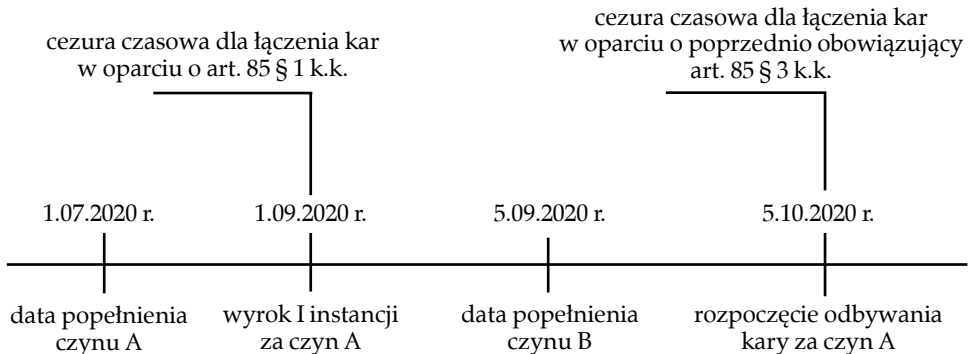 cezura czasowa dla łączenia kar
w oparciu o art. 85 § 1 k.k.
cezura czasowa dla łączenia kar
w oparciu o poprzednio obowiązujący
art. 85 § 3 k.k.
1.07.2020 r.
1.09.2020 r.
5.09.2020 r.
5.10.2020 r.
data popełnienia
czynu A
wyrok I instancji
za czyn A
data popełnienia
czynu B
rozpoczęcie odbywania
kary za czyn A